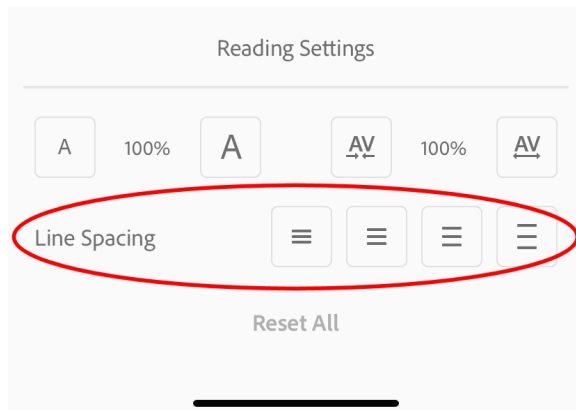 Reading Settings
A 100% A AV 100% AV
Line Spacing
Reset All